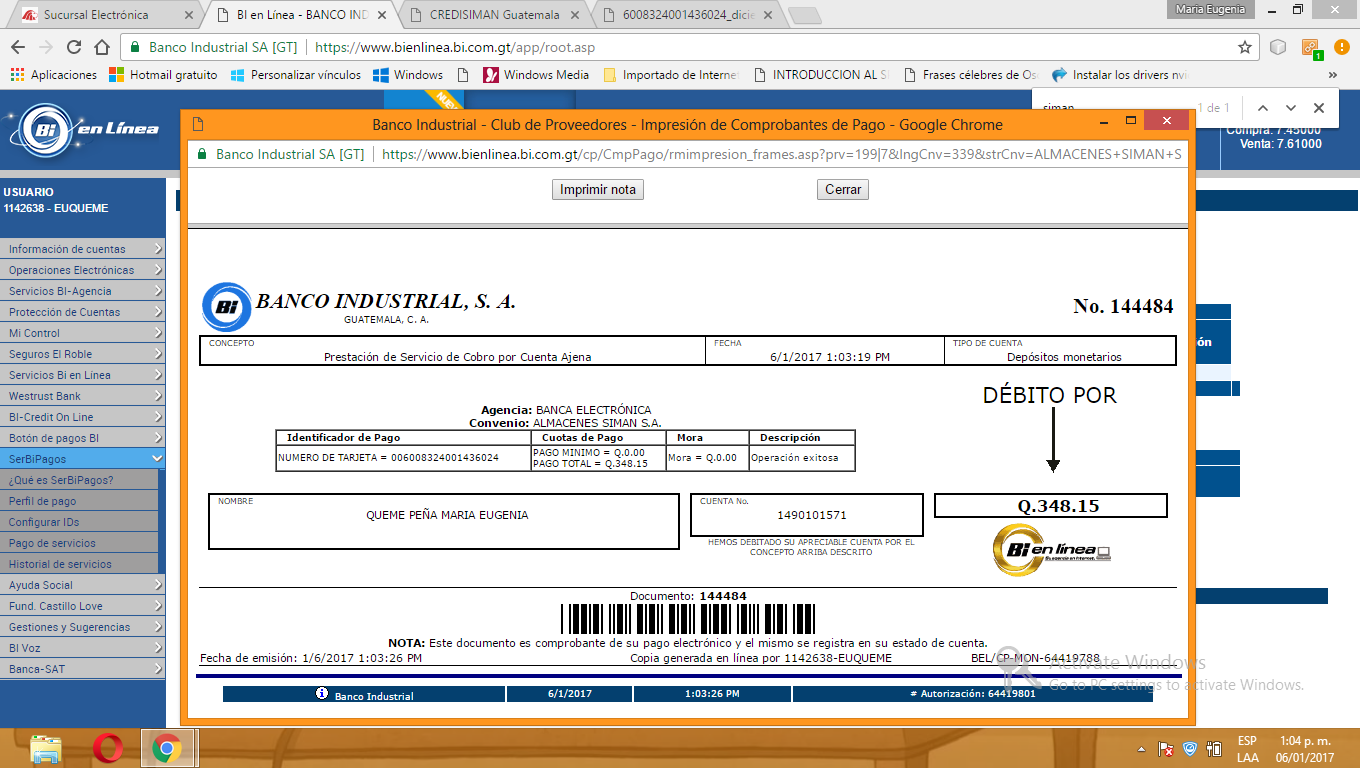 Sucursal Electrónica
BI en Línea - BANCO IND
CREDISIMAN Guatemala
6008324001436024_dicie
Maria Eugenia
Banco Industrial SA [GT]
https://www.bienlinea.bi.com.gt/app/root.asp
Aplicaciones
Hotmail gratuito
Personalizar vínculos
Windows
Windows Media
Importado de Internet
INTRODUCCION AL S
Frases célebres de Os
Instalar los drivers nvi
»
Bi en Línea
NUEV
siman
1 de 1
Compra: 7.45000
Venta: 7.61000
USUARIO
1142638 - EUQUEME
Información de cuentas
Operaciones Electrónicas
Servicios BI-Agencia
Protección de Cuentas
Mi Control
Seguros El Roble
Servicios Bi en Línea
Westrust Bank
BI-Credit On Line
Botón de pagos BI
SerBiPagos
¿Qué es SerBiPagos?
Perfil de pago
Configurar IDs
Pago de servicios
Historial de servicios
Ayuda Social
Fund. Castillo Love
Gestiones y Sugerencias
BI Voz
Banca-SAT
Banco Industrial - Club de Proveedores - Impresión de Comprobantes de Pago - Google Chrome
Banco Industrial SA [GT]
https://www.bienlinea.bi.com.gt/cp/CmpPago/rmimpresion_frames.asp?prv=199|7&lngCnv=339&strCnv=ALMACENES+SIMAN+S
Imprimir nota
Cerrar
Bi
BANCO INDUSTRIAL, S. A.
GUATEMALA, C. A.
No. 144484
CONCEPTO
Prestación de Servicio de Cobro por Cuenta Ajena
FECHA
6/1/2017 1:03:19 PM
TIPO DE CUENTA
Depósitos monetarios
ón
DÉBITO POR
Agencia: BANCA ELECTRÓNICA
Convenio: ALMACENES SIMAN S.A.
Identificador de Pago
Cuotas de Pago
Mora
Descripción
NUMERO DE TARJETA = 006008324001436024
PAGO MINIMO = Q.0.00
PAGO TOTAL = Q.348.15
Mora = Q.0.00
Operación exitosa
NOMBRE
QUEME PEÑA MARIA EUGENIA
CUENTA No.
1490101571
Q.348.15
HEMOS DEBITADO SU APRECIABLE CUENTA POR EL
CONCEPTO ARRIBA DESCRITO
Bi en línea
Su agencia en Internet.
Documento: 144484
NOTA: Este documento es comprobante de su pago electrónico y el mismo se registra en su estado de cuenta.
Fecha de emisión: 1/6/2017 1:03:26 PM
Copia generada en línea por 1142638-EUQUEME
BEL/CP-MON-64419788
Activate Windows
Go to PC settings to activate Windows.
Banco Industrial
6/1/2017
1:03:26 PM
# Autorización: 64419801
ESP
LAA
1:04 p. m.
06/01/2017